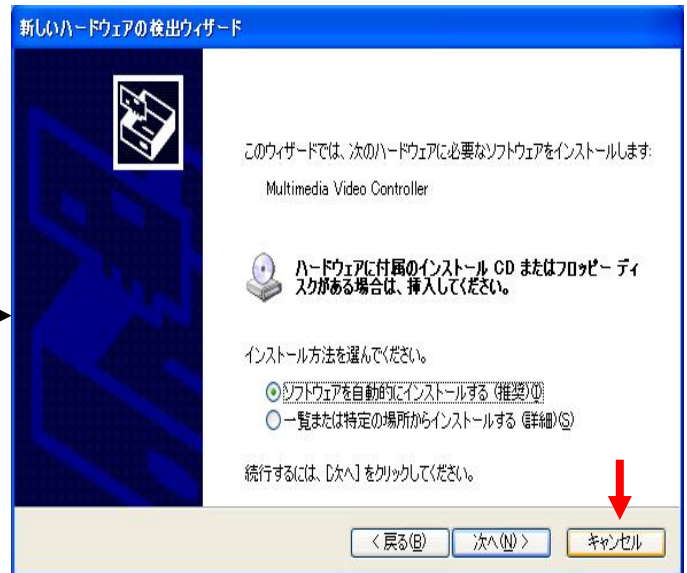 新しいハードウェアの検出ウィザード
このウィザードでは、次のハードウェアに必要なソフトウェアをインストールします:
Multimedia Video Controller
ハードウェアに付属のインストール CD またはフロッピー ディ
スクがある場合は、挿入してください。
インストール方法を選んでください。
ソフトウェアを自動的にインストールする (推奨)(I)
一覧または特定の場所からインストールする (詳細)(S)
続行するには、[次へ] をクリックしてください。
< 戻る(B)
次へ(N) >
キャンセル